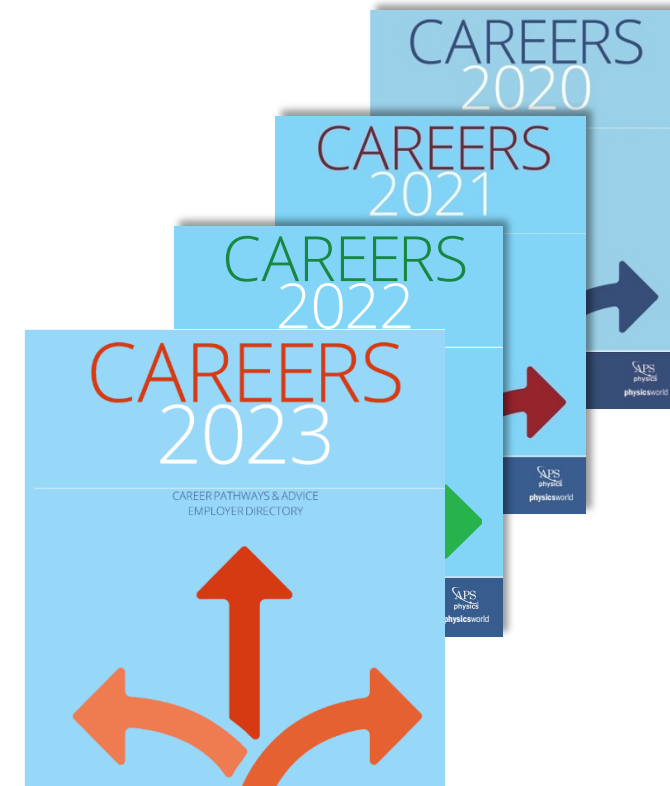 CAREERS
2020
APS
physics
physicsworld
CAREERS
2021
APS
physics
physicsworld
CAREERS
2022
APS
physics
physicsworld
CAREERS
2023
CAREER PATHWAYS & ADVICE
EMPLOYER DIRECTORY